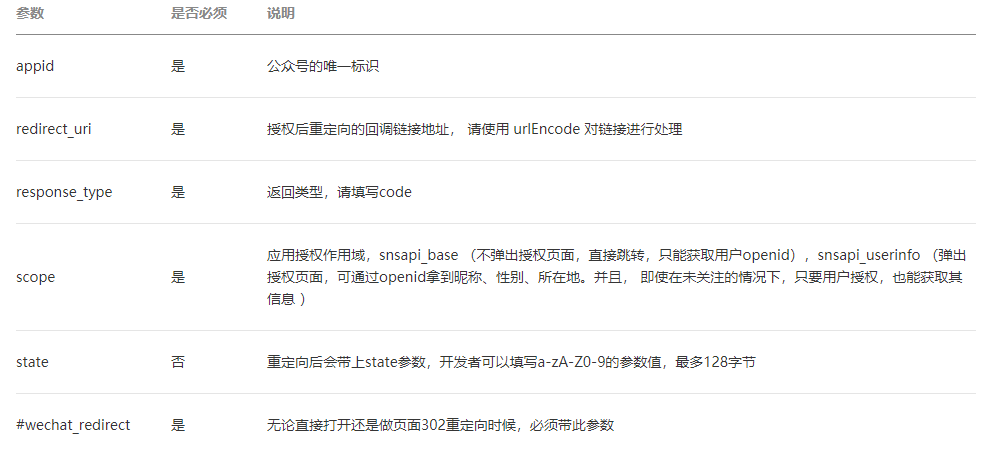 参数 是否必须 说明
appid 是 公众号的唯一标识
redirect_uri 是 授权后重定向的回调链接地址， 请使用 urlEncode 对链接进行处理
response_type 是 返回类型，请填写code
应用授权作用域，snsapi_base （不弹出授权页面，直接跳转，只能获取用户openid），snsapi_userinfo （弹出
scope 是 授权页面，可通过openid拿到昵称、性别、所在地。并且， 即使在未关注的情况下，只要用户授权，也能获取其
信息 ）
state 否 重定向后会带上state参数，开发者可以填写a-zA-Z0-9的参数值，最多128字节
#wechat_redirect 是 无论直接打开还是做页面302重定向时候，必须带此参数